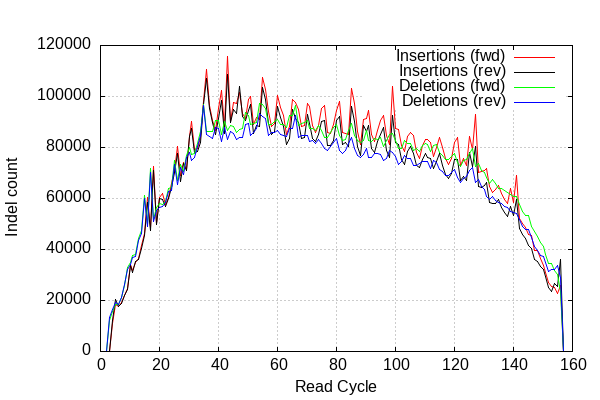 120000
100000
80000
60000
40000
20000
0
Indel count
Insertions (fwd)
Insertions (rev)
Deletions (fwd)
Deletions (rev)
0 20 40 60 80 100 120 140 160
Read Cycle